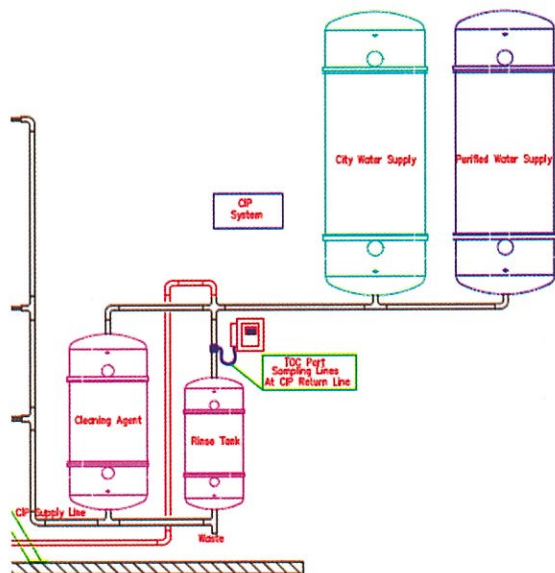 City Water Supply
Purified Water Supply
CIP
System
TOC Port
Sampling Lines
At CIP Return Line
Cleaning Agent
Rinse Tank
CIP Supply Line
Waste